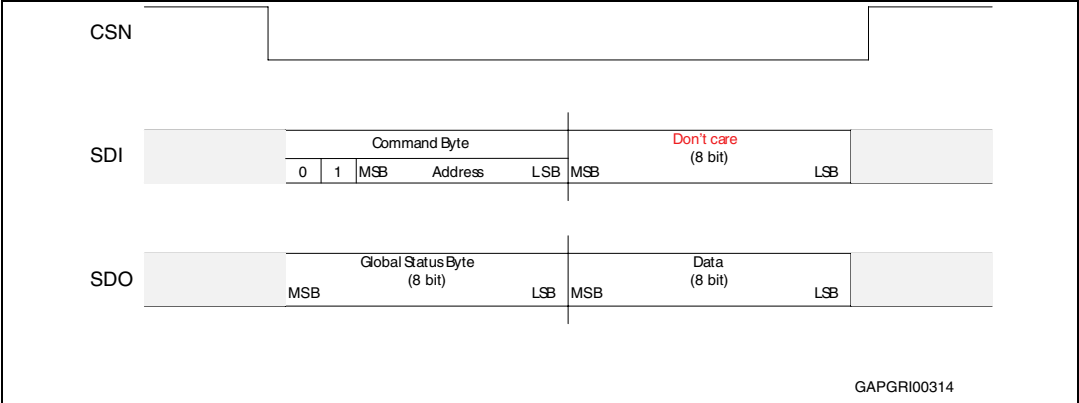 CSN
SDI
Command Byte
0 1 MSB Address LSB
Don't care
(8 bit)
MSB LSB
SDO
Global Status Byte
(8 bit)
MSB LSB
Data
(8 bit)
MSB LSB
GAPGRI00314